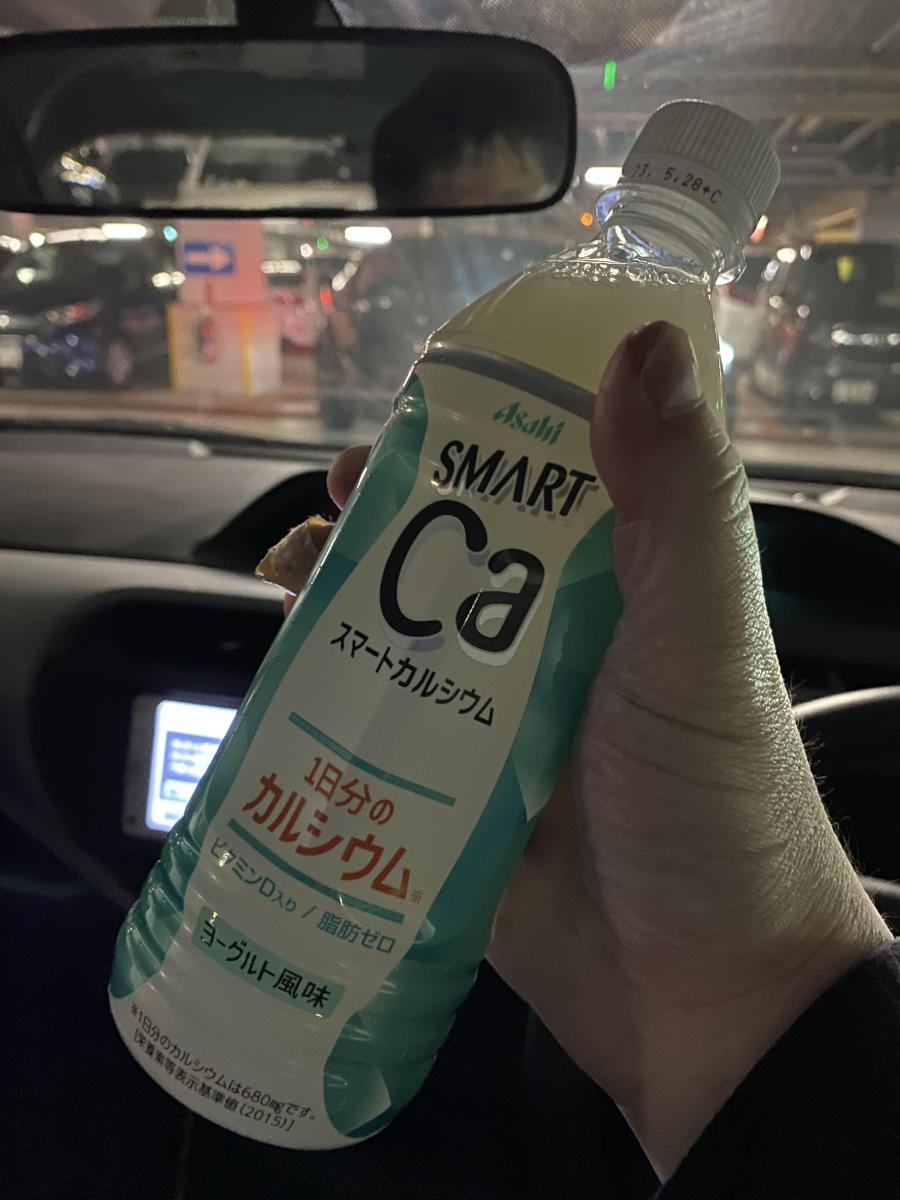 23. 5.28+C
Asahi
SMART
Ca
スマートカルシウム
1日分の
カルシウム※
ビタミンD入り / 脂肪ゼロ
ヨーグルト風味
※1日分のカルシウムは680mgです。
[栄養素等表示基準値(2015)]